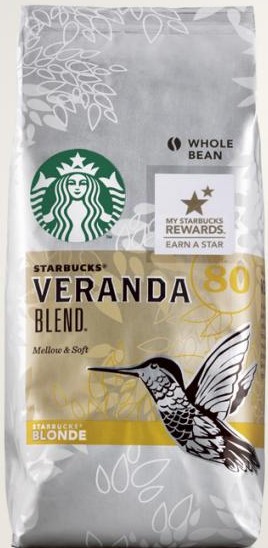 WHOLE
BEAN
MY STARBUCKS
REWARDS.
EARN A STAR
STARBUCKS®
80
VERANDA
BLEND.
Mellow & Soft
STARBUCKS®
BLONDE